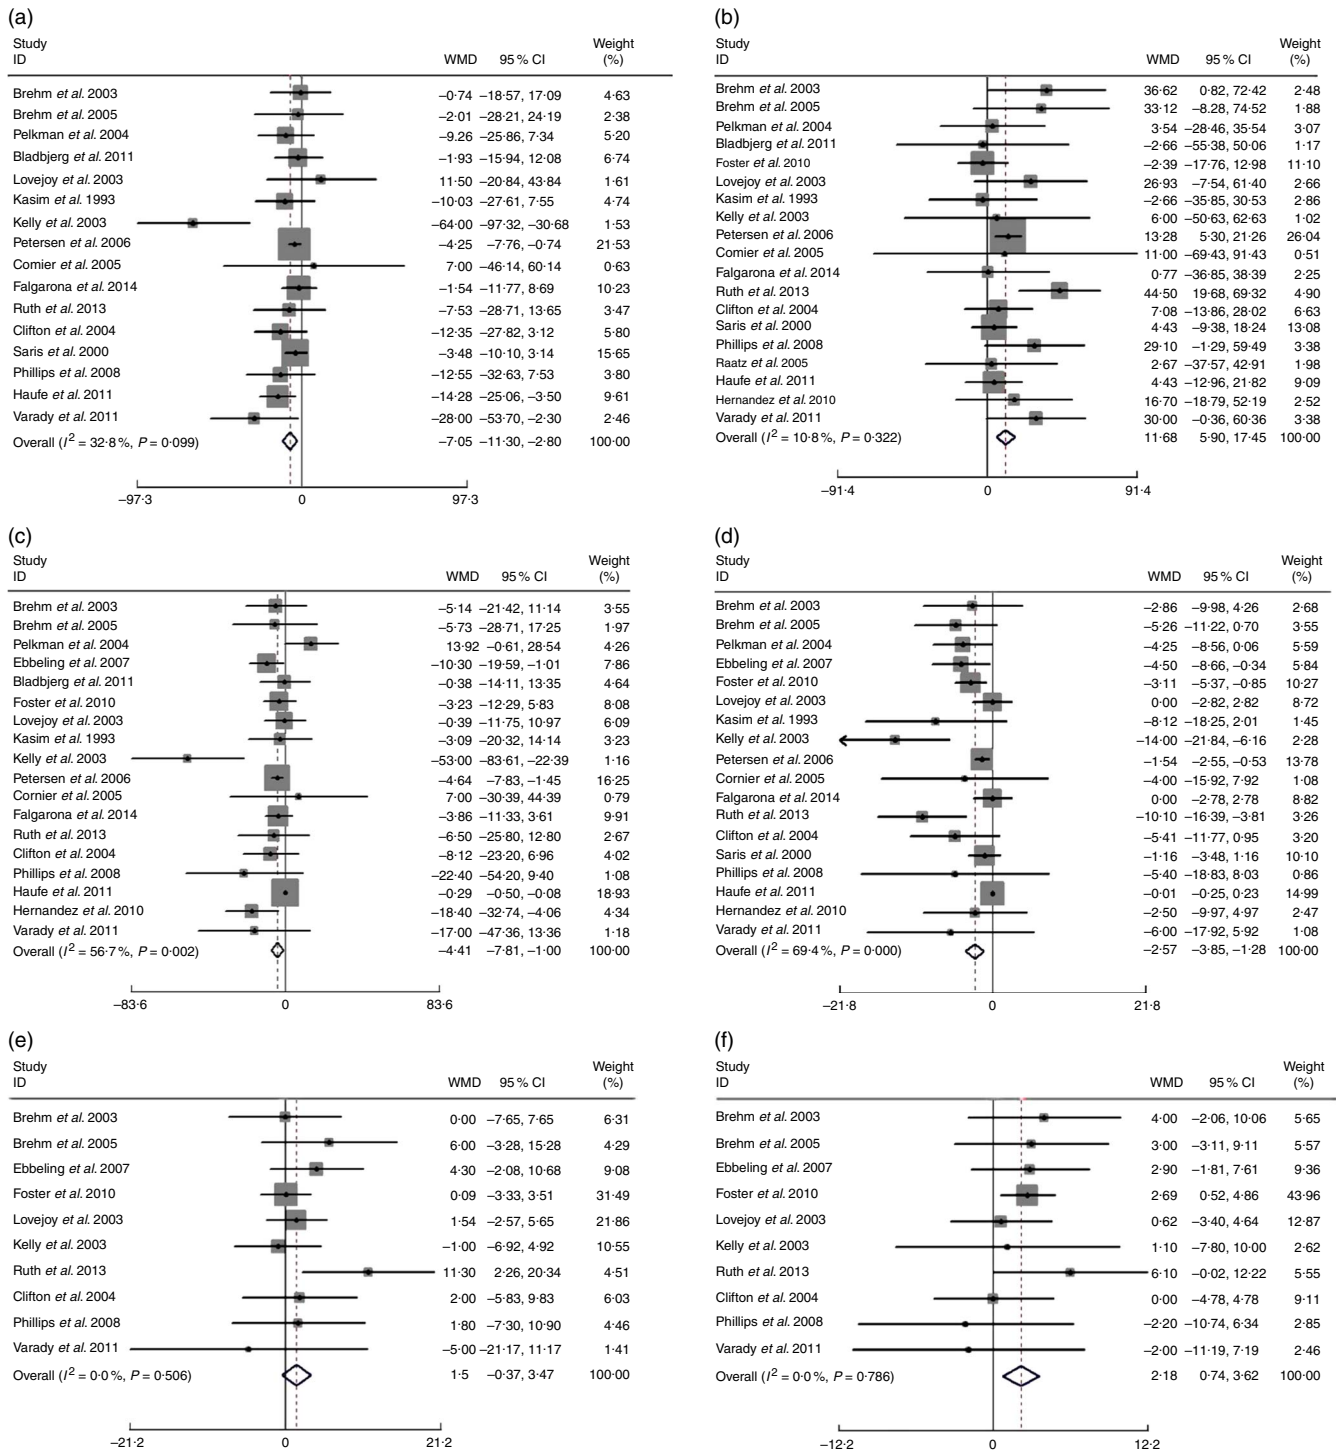 (a)
Study
ID WMD 95 % CI Weight (%)
Brehm et al. 2003 −0·74 −18·57, 17·09 4·63
Brehm et al. 2005 −2·01 −28·21, 24·19 2·38
Pelkman et al. 2004 −9·26 −25·86, 7·34 5·20
Bladbjerg et al. 2011 −1·93 −15·94, 12·08 6·74
Lovejoy et al. 2003 11·50 −20·84, 43·84 1·61
Kasim et al. 1993 −10·03 −27·61, 7·55 4·74
Kelly et al. 2003 −64·00 −97·32, −30·68 1·53
Petersen et al. 2006 −4·25 −7·76, −0·74 21·53
Comier et al. 2005 7·00 −46·14, 60·14 0·63
Falgarona et al. 2014 −1·54 −11·77, 8·69 10·23
Ruth et al. 2013 −7·53 −28·71, 13·65 3·47
Clifton et al. 2004 −12·35 −27·82, 3·12 5·80
Saris et al. 2000 −3·48 −10·10, 3·14 15·65
Phillips et al. 2008 −12·55 −32·63, 7·53 3·80
Haufe et al. 2011 −14·28 −25·06, −3·50 9·61
Varady et al. 2011 −28·00 −53·70, −2·30 2·46
Overall (I² = 32·8 %, P = 0·099) −7·05 −11·30, −2·80 100·00
−97·3 0 97·3
(b)
Study
ID WMD 95 % CI Weight (%)
Brehm et al. 2003 36·62 0·82, 72·42 2·48
Brehm et al. 2005 33·12 −8·28, 74·52 1·88
Pelkman et al. 2004 3·54 −28·46, 35·54 3·07
Bladbjerg et al. 2011 −2·66 −55·38, 50·06 1·17
Foster et al. 2010 −2·39 −17·76, 12·98 11·10
Lovejoy et al. 2003 26·93 −7·54, 61·40 2·66
Kasim et al. 1993 −2·66 −35·85, 30·53 2·86
Kelly et al. 2003 6·00 −50·63, 62·63 1·02
Petersen et al. 2006 13·28 5·30, 21·26 26·04
Comier et al. 2005 11·00 −69·43, 91·43 0·51
Falgarona et al. 2014 0·77 −36·85, 38·39 2·25
Ruth et al. 2013 44·50 19·68, 69·32 4·90
Clifton et al. 2004 7·08 −13·86, 28·02 6·63
Saris et al. 2000 4·43 −9·38, 18·24 13·08
Phillips et al. 2008 29·10 −1·29, 59·49 3·38
Raatz et al. 2005 2·67 −37·57, 42·91 1·98
Haufe et al. 2011 4·43 −12·96, 21·82 9·09
Hernandez et al. 2010 16·70 −18·79, 52·19 2·52
Varady et al. 2011 30·00 −0·36, 60·36 3·38
Overall (I² = 10·8 %, P = 0·322) 11·68 5·90, 17·45 100·00
−91·4 0 91·4
(c)
Study
ID WMD 95 % CI Weight (%)
Brehm et al. 2003 −5·14 −21·42, 11·14 3·55
Brehm et al. 2005 −5·73 −28·71, 17·25 1·97
Pelkman et al. 2004 13·92 −0·61, 28·54 4·26
Ebbeling et al. 2007 −10·30 −19·59, −1·01 7·86
Bladbjerg et al. 2011 −0·38 −14·11, 13·35 4·64
Foster et al. 2010 −3·23 −12·29, 5·83 8·08
Lovejoy et al. 2003 −0·39 −11·75, 10·97 6·09
Kasim et al. 1993 −3·09 −20·32, 14·14 3·23
Kelly et al. 2003 −53·00 −83·61, −22·39 1·16
Petersen et al. 2006 −4·64 −7·83, −1·45 16·25
Cornier et al. 2005 7·00 −30·39, 44·39 0·79
Falgarona et al. 2014 −3·86 −11·33, 3·61 9·91
Ruth et al. 2013 −6·50 −25·80, 12·80 2·67
Clifton et al. 2004 −8·12 −23·20, 6·96 4·02
Phillips et al. 2008 −22·40 −54·20, 9·40 1·08
Haufe et al. 2011 −0·29 −0·50, −0·08 18·93
Hernandez et al. 2010 −18·40 −32·74, −4·06 4·34
Varady et al. 2011 −17·00 −47·36, 13·36 1·18
Overall (I² = 56·7 %, P = 0·002) −4·41 −7·81, −1·00 100·00
−83·6 0 83·6
(d)
Study
ID WMD 95 % CI Weight (%)
Brehm et al. 2003 −2·86 −9·98, 4·26 2·68
Brehm et al. 2005 −5·26 −11·22, 0·70 3·55
Pelkman et al. 2004 −4·25 −8·56, 0·06 5·59
Ebbeling et al. 2007 −4·50 −8·66, −0·34 5·84
Foster et al. 2010 −3·11 −5·37, −0·85 10·27
Lovejoy et al. 2003 0·00 −2·82, 2·82 8·72
Kasim et al. 1993 −8·12 −18·25, 2·01 1·45
Kelly et al. 2003 −14·00 −21·84, −6·16 2·28
Petersen et al. 2006 −1·54 −2·55, −0·53 13·78
Cornier et al. 2005 −4·00 −15·92, 7·92 1·08
Falgarona et al. 2014 0·00 −2·78, 2·78 8·82
Ruth et al. 2013 −10·10 −16·39, −3·81 3·26
Clifton et al. 2004 −5·41 −11·77, 0·95 3·20
Saris et al. 2000 −1·16 −3·48, 1·16 10·10
Phillips et al. 2008 −5·40 −18·83, 8·03 0·86
Haufe et al. 2011 −0·01 −0·25, 0·23 14·99
Hernandez et al. 2010 −2·50 −9·97, 4·97 2·47
Varady et al. 2011 −6·00 −17·92, 5·92 1·08
Overall (I² = 69·4 %, P = 0·000) −2·57 −3·85, −1·28 100·00
−21·8 0 21·8
(e)
Study
ID WMD 95 % CI Weight (%)
Brehm et al. 2003 0·00 −7·65, 7·65 6·31
Brehm et al. 2005 6·00 −3·28, 15·28 4·29
Ebbeling et al. 2007 4·30 −2·08, 10·68 9·08
Foster et al. 2010 0·09 −3·33, 3·51 31·49
Lovejoy et al. 2003 1·54 −2·57, 5·65 21·86
Kelly et al. 2003 −1·00 −6·92, 4·92 10·55
Ruth et al. 2013 11·30 2·26, 20·34 4·51
Clifton et al. 2004 2·00 −5·83, 9·83 6·03
Phillips et al. 2008 1·80 −7·30, 10·90 4·46
Varady et al. 2011 −5·00 −21·17, 11·17 1·41
Overall (I² = 0·0 %, P = 0·506) 1·5 −0·37, 3·47 100·00
−21·2 0 21·2
(f)
Study
ID WMD 95 % CI Weight (%)
Brehm et al. 2003 4·00 −2·06, 10·06 5·65
Brehm et al. 2005 3·00 −3·11, 9·11 5·57
Ebbeling et al. 2007 2·90 −1·81, 7·61 9·36
Foster et al. 2010 2·69 0·52, 4·86 43·96
Lovejoy et al. 2003 0·62 −3·40, 4·64 12·87
Kelly et al. 2003 1·10 −7·80, 10·00 2·62
Ruth et al. 2013 6·10 −0·02, 12·22 5·55
Clifton et al. 2004 0·00 −4·78, 4·78 9·11
Phillips et al. 2008 −2·20 −10·74, 6·34 2·85
Varady et al. 2011 −2·00 −11·19, 7·19 2·46
Overall (I² = 0·0 %, P = 0·786) 2·18 0·74, 3·62 100·00
−12·2 0 12·2